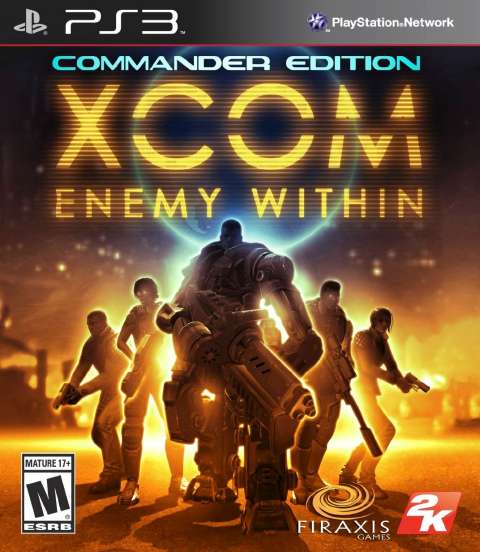 PS3
PlayStation®Network
COMMANDER EDITION
XCOM
ENEMY WITHIN
MATURE 17+
M
ESRB
FIRAXIS
GAMES
2K